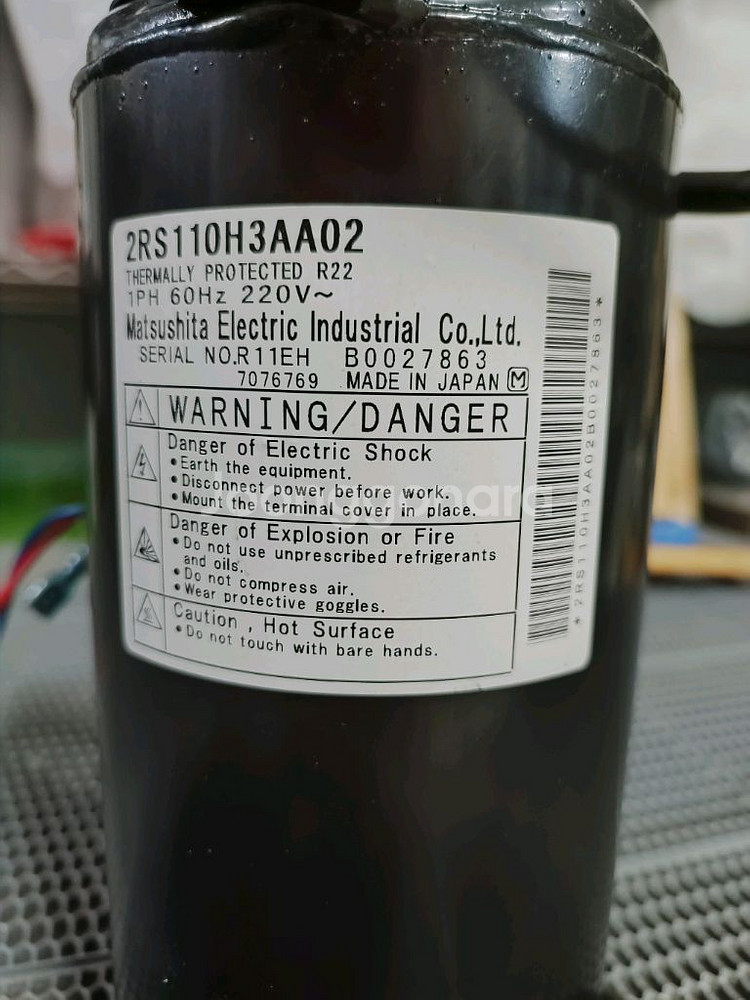 2RS110H3AA02
THERMALLY PROTECTED R22
1PH 60Hz 220V~
Matsushita Electric Industrial Co.,Ltd.
SERIAL NO.R11EH B0027863
7076769 MADE IN JAPAN M
WARNING/DANGER
Danger of Electric Shock
•Earth the equipment.
•Disconnect power before work.
•Mount the terminal cover in place.
Danger of Explosion or Fire
•Do not use unprescribed refrigerants
and oils.
•Do not compress air.
•Wear protective goggles.
Caution , Hot Surface
•Do not touch with bare hands.
*2RS110H3AA02B0027863*